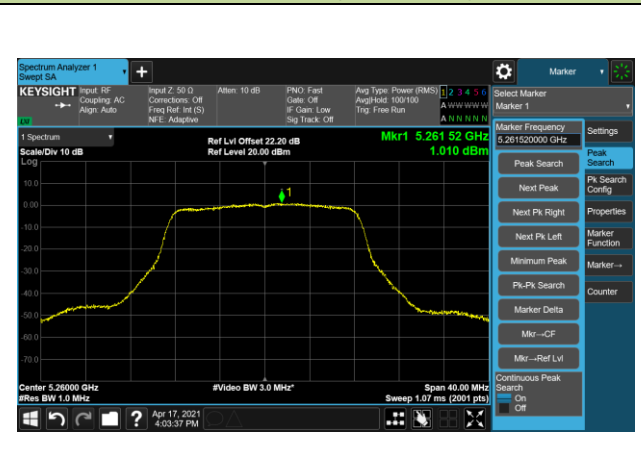 Spectrum Analyzer 1
Swept SA
Marker
KEYSIGHT
Input: RF
Coupling: AC
Align: Auto
Input Z: 50 Ω
Corrections: Off
Freq Ref: Int (S)
NFE: Adaptive
Atten: 10 dB
PNO: Fast
Gate: Off
IF Gain: Low
Sig Track: Off
Avg Type: Power (RMS)
Avg|Hold: 100/100
Trig: Free Run
1 2 3 4 5 6
A W W W W W
A N N N N N
LW
1 Spectrum
Scale/Div 10 dB
Log
Ref Lvl Offset 22.20 dB
Ref Level 20.00 dBm
Mkr1 5.261 52 GHz
1.010 dBm
1
10.0
0.00
-10.0
-20.0
-30.0
-40.0
-50.0
-60.0
-70.0
Center 5.26000 GHz
#Res BW 1.0 MHz
#Video BW 3.0 MHz*
Span 40.00 MHz
Sweep 1.07 ms (2001 pts)
Select Marker
Marker 1
Marker Frequency
5.261520000 GHz
Peak Search
Next Peak
Next Pk Right
Next Pk Left
Minimum Peak
Pk-Pk Search
Marker Delta
Mkr→CF
Mkr→Ref Lvl
Continuous Peak
Search
On
Off
Settings
Peak
Search
Pk Search
Config
Properties
Marker
Function
Marker→
Counter
?
Apr 17, 2021
4:03:37 PM